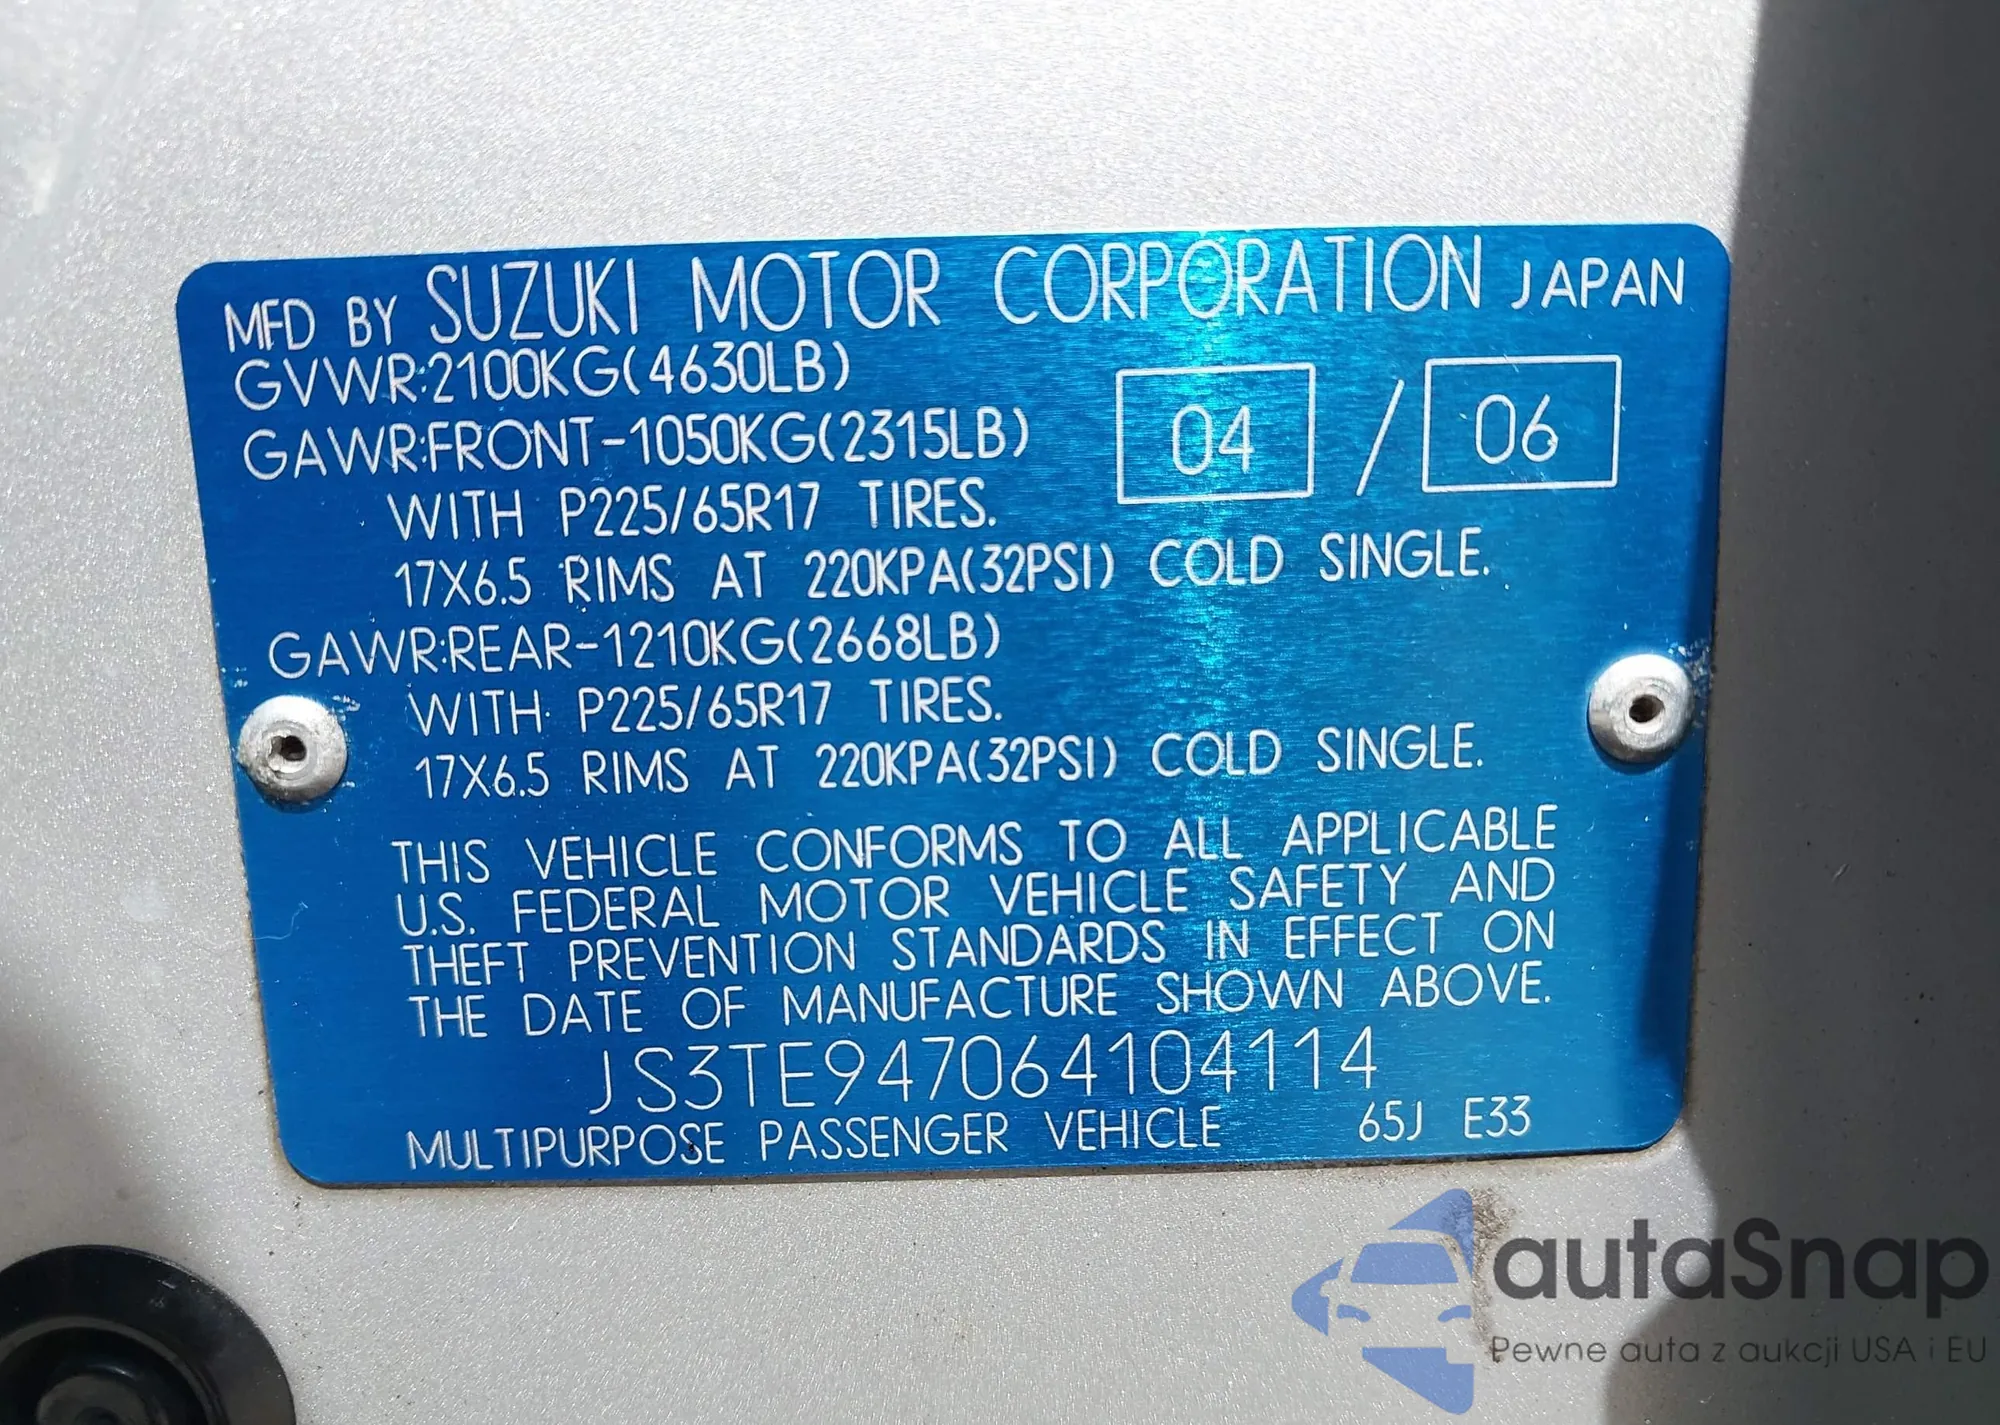 MFD BY SUZUKI MOTOR CORPORATION JAPAN
GVWR:2100KG(4630LB)
04 / 06
GAWR:FRONT-1050KG(2315LB)
WITH P225/65R17 TIRES.
17X6.5 RIMS AT 220KPA(32PSI) COLD SINGLE.
GAWR:REAR-1210KG(2668LB)
WITH P225/65R17 TIRES.
17X6.5 RIMS AT 220KPA(32PSI) COLD SINGLE.
THIS VEHICLE CONFORMS TO ALL APPLICABLE
U.S. FEDERAL MOTOR VEHICLE SAFETY AND
THEFT PREVENTION STANDARDS IN EFFECT ON
THE DATE OF MANUFACTURE SHOWN ABOVE.
JS3TE947064104114
MULTIPURPOSE PASSENGER VEHICLE 65J E33
autaSnap
Pewne auta z aukcji USA i EU